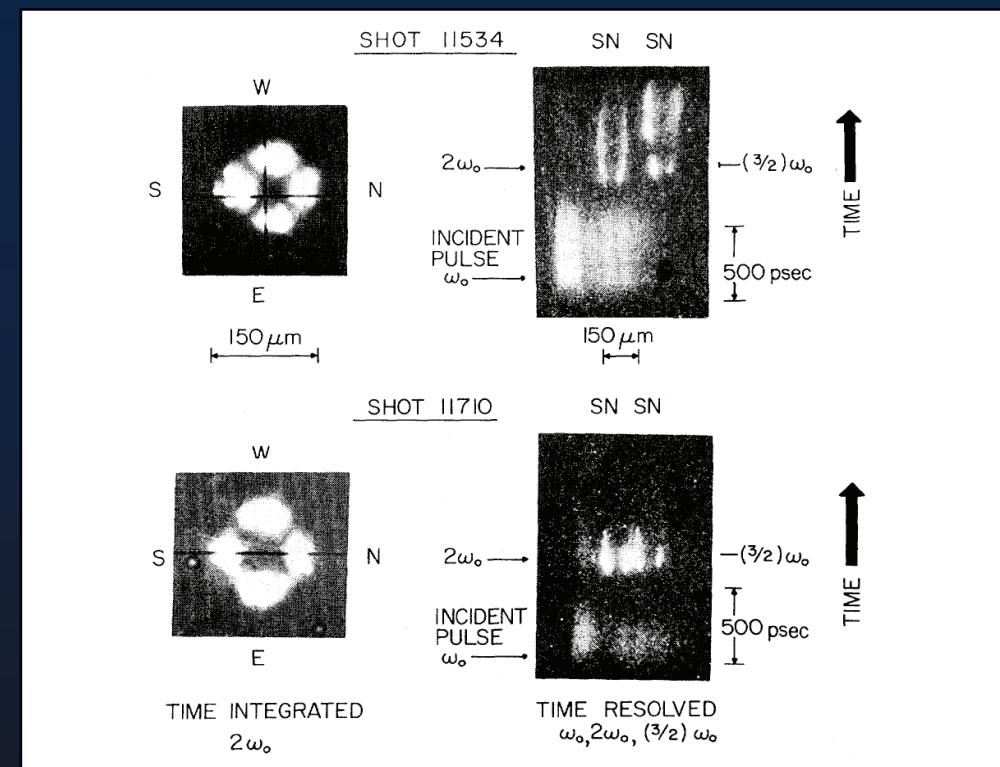 SHOT 11534
SN SN
W
S
N
E
150 μm
2ω₀
(3/2)ω₀
INCIDENT
PULSE
ω₀
500 psec
TIME
150 μm
SHOT 11710
SN SN
W
S
N
E
2ω₀
(3/2)ω₀
INCIDENT
PULSE
ω₀
500 psec
TIME
TIME INTEGRATED
2ω₀
TIME RESOLVED
ω₀,2ω₀, (3/2) ω₀